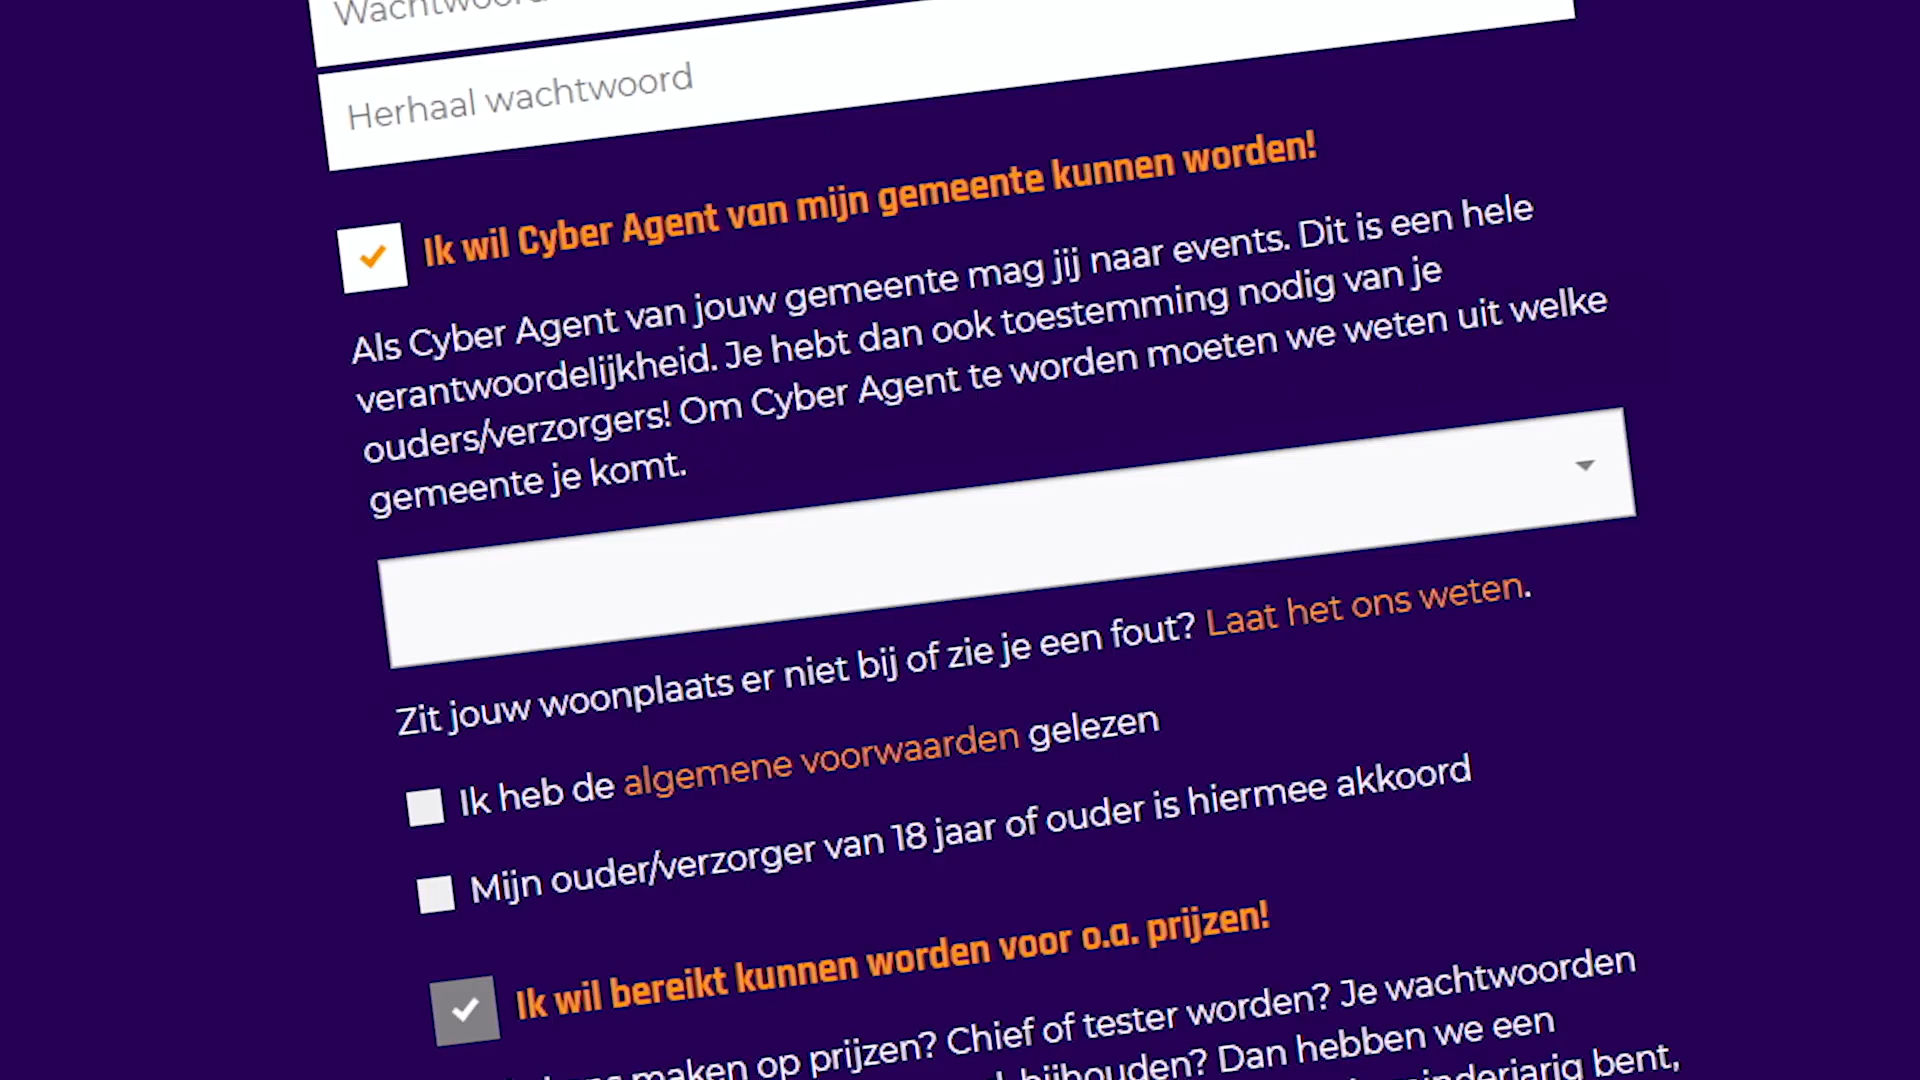 Wachtwoord
Herhaal wachtwoord
Ik wil Cyber Agent van mijn gemeente kunnen worden!
Als Cyber Agent van jouw gemeente mag jij naar events. Dit is een hele
verantwoordelijkheid. Je hebt dan ook toestemming nodig van je
ouders/verzorgers! Om Cyber Agent te worden moeten we weten uit welke
gemeente je komt.
Zit jouw woonplaats er niet bij of zie je een fout? Laat het ons weten.
Ik heb de algemene voorwaarden gelezen
Mijn ouder/verzorger van 18 jaar of ouder is hiermee akkoord
Ik wil bereikt kunnen worden voor o.a. prijzen!
maken op prijzen? Chief of tester worden? Je wachtwoorden
bijhouden? Dan hebben we een
minderjarig bent,